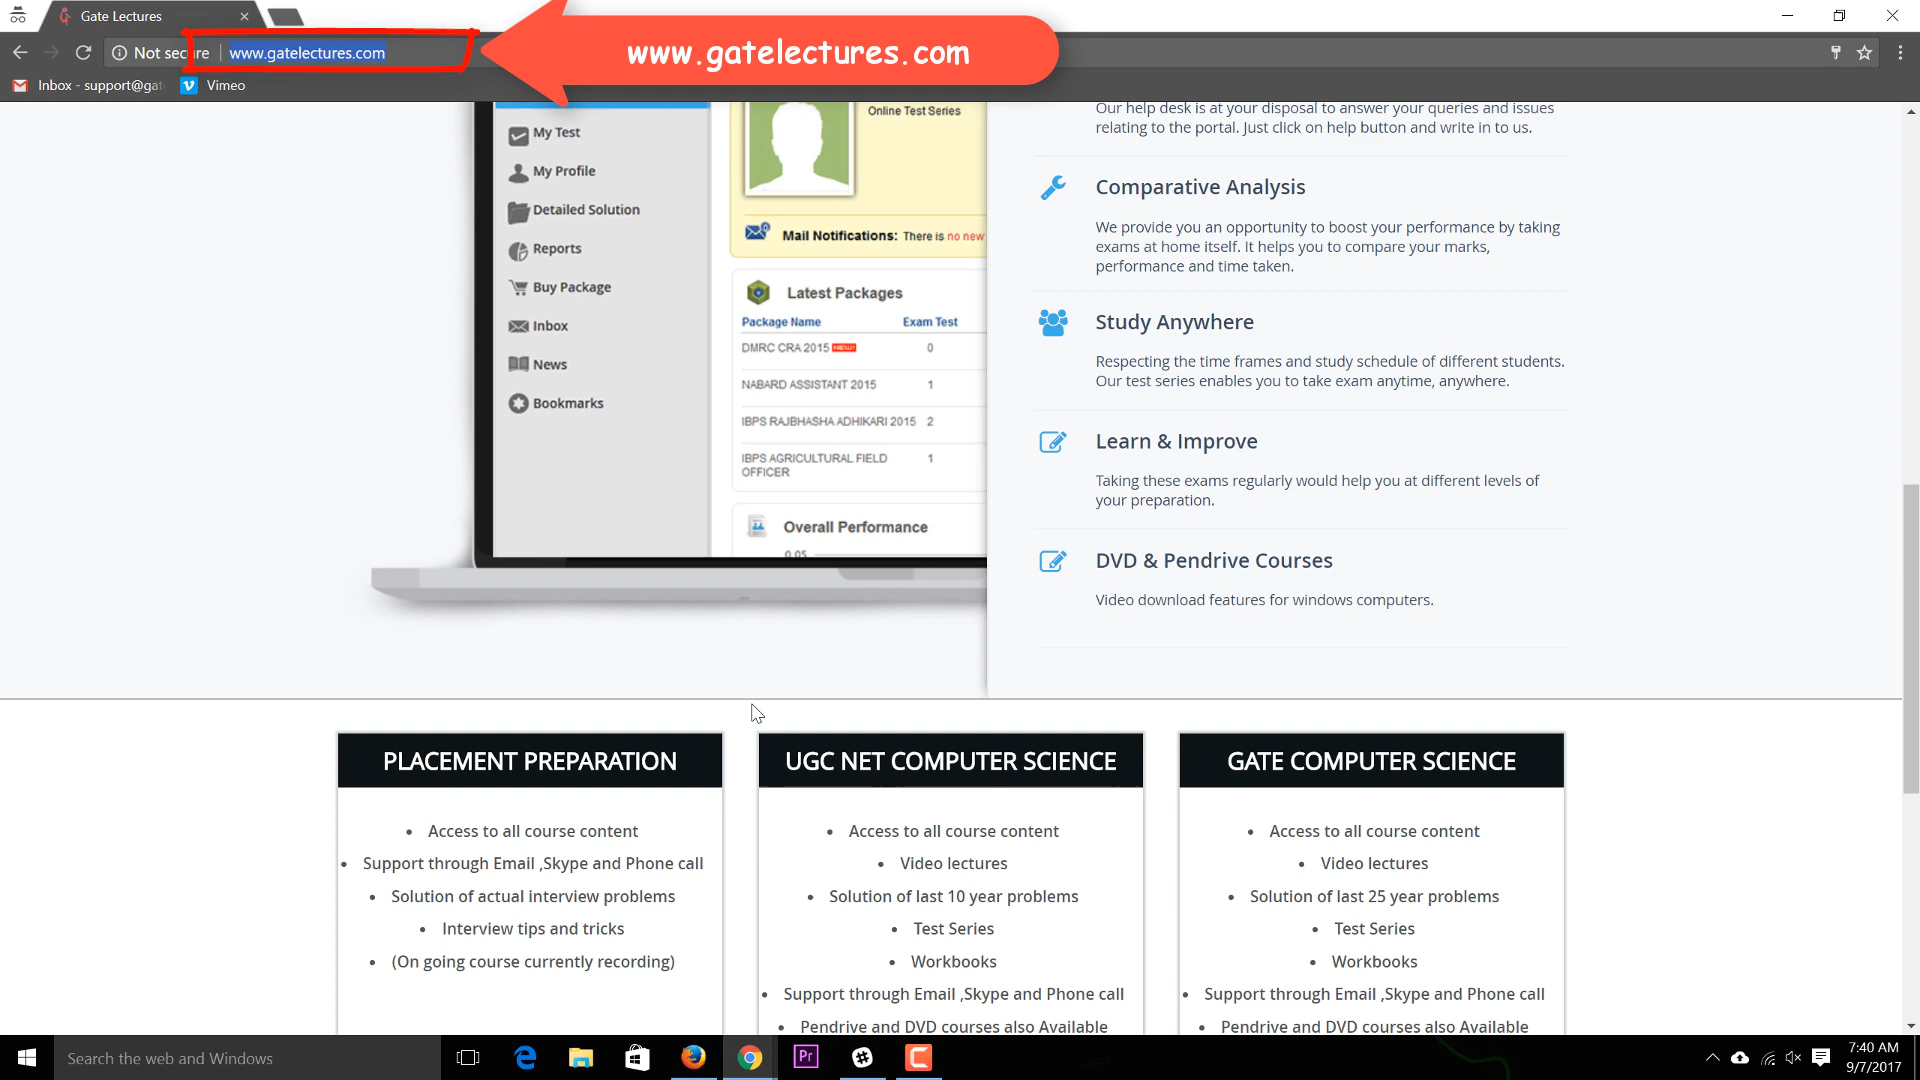 Gate Lectures
Not secure
www.gatelectures.com
www.gatelectures.com
Inbox - support@gat
Vimeo
My Test
My Profile
Detailed Solution
Reports
Buy Package
Inbox
News
Bookmarks
Online Test Series
Mail Notifications: There is no new
Latest Packages
Package Name Exam Test
DMRC CRA 2015 NEW! 0
NABARD ASSISTANT 2015 1
IBPS RAJBHASHA ADHIKARI 2015 2
IBPS AGRICULTURAL FIELD 1
OFFICER
Overall Performance
0.05
Our help desk is at your disposal to answer your queries and issues
relating to the portal. Just click on help button and write in to us.
Comparative Analysis
We provide you an opportunity to boost your performance by taking
exams at home itself. It helps you to compare your marks,
performance and time taken.
Study Anywhere
Respecting the time frames and study schedule of different students.
Our test series enables you to take exam anytime, anywhere.
Learn & Improve
Taking these exams regularly would help you at different levels of
your preparation.
DVD & Pendrive Courses
Video download features for windows computers.
PLACEMENT PREPARATION
• Access to all course content
• Support through Email ,Skype and Phone call
• Solution of actual interview problems
• Interview tips and tricks
• (On going course currently recording)
UGC NET COMPUTER SCIENCE
• Access to all course content
• Video lectures
• Solution of last 10 year problems
• Test Series
• Workbooks
• Support through Email ,Skype and Phone call
• Pendrive and DVD courses also Available
GATE COMPUTER SCIENCE
• Access to all course content
• Video lectures
• Solution of last 25 year problems
• Test Series
• Workbooks
• Support through Email ,Skype and Phone call
• Pendrive and DVD courses also Available
Search the web and Windows
Pr
7:40 AM
9/7/2017